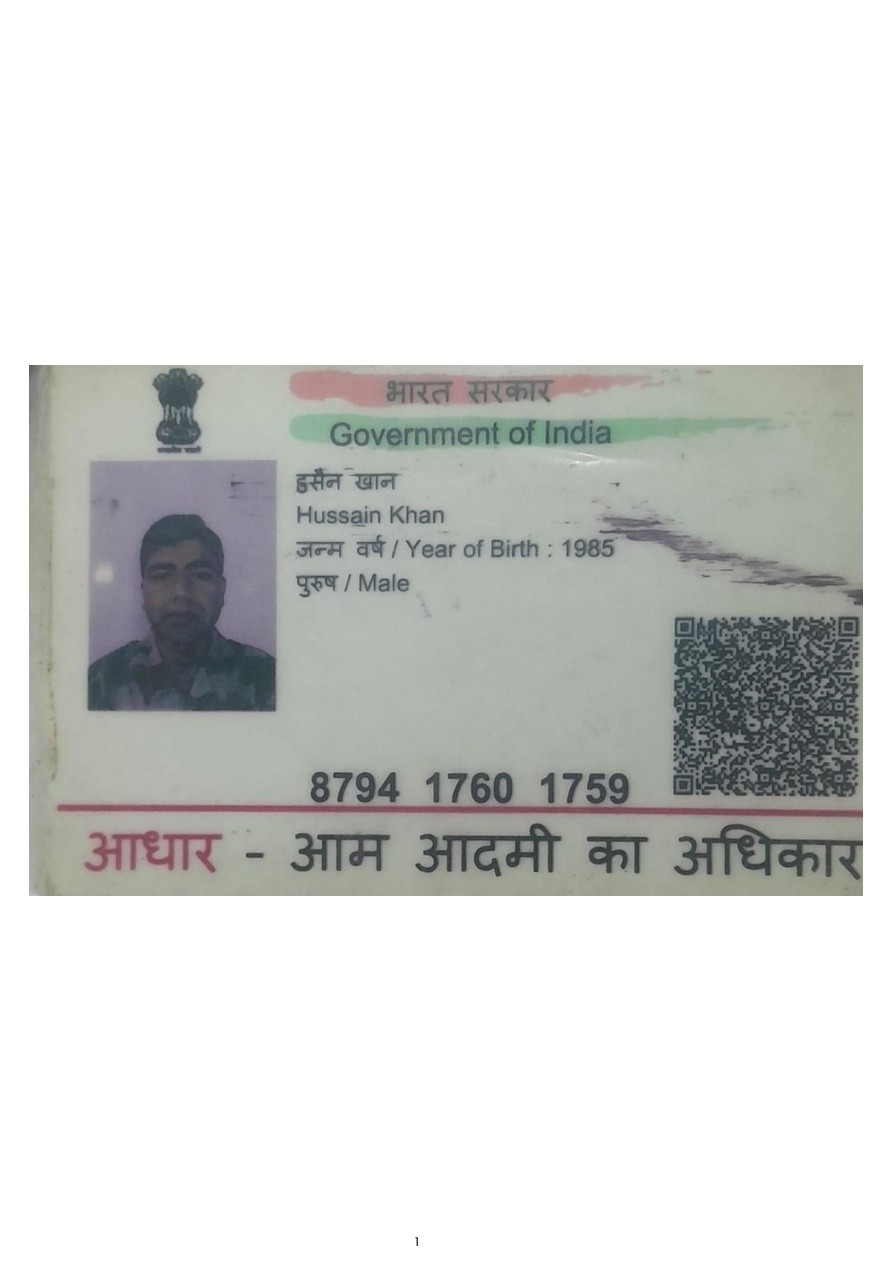 भारत सरकार
Government of India
हुसैन खान
Hussain Khan
जन्म वर्ष / Year of Birth : 1985
पुरुष / Male
8794 1760 1759
आधार - आम आदमी का अधिकार
1